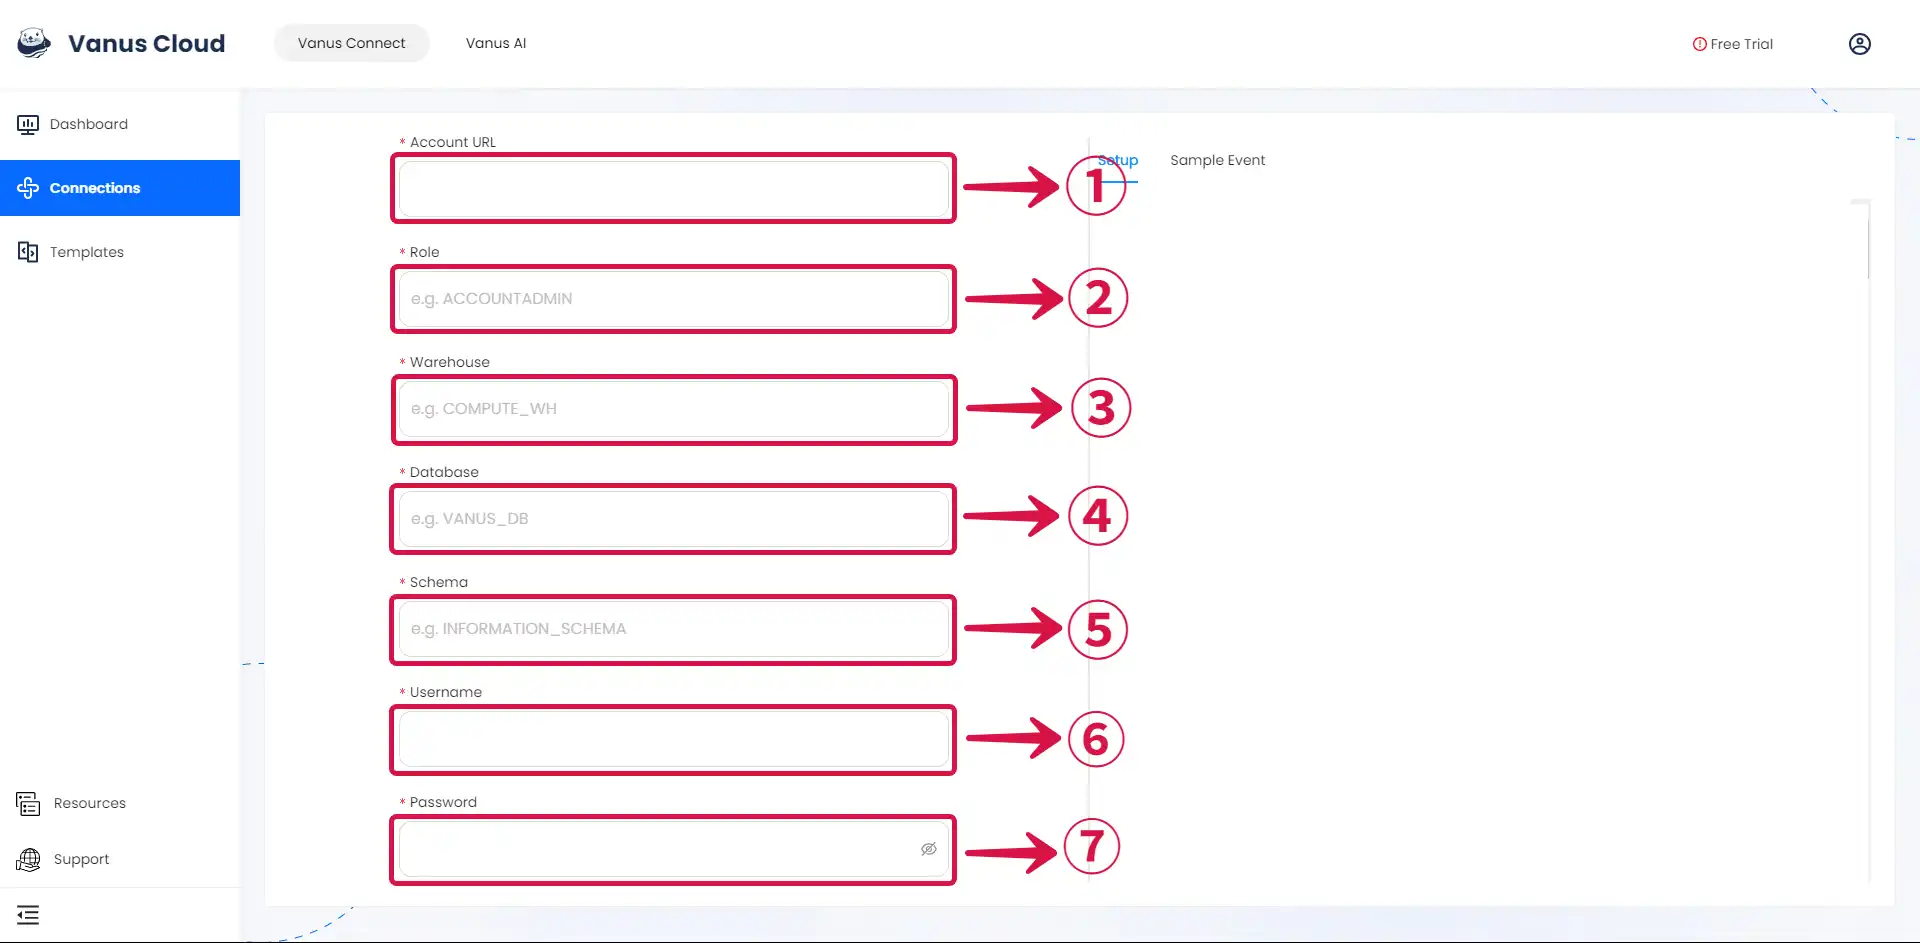 Vanus Cloud
Vanus Connect
Vanus AI
Free Trial
Dashboard
Connections
Templates
Resources
Support
* Account URL
1
* Role
e.g. ACCOUNTADMIN
2
* Warehouse
e.g. COMPUTE_WH
3
* Database
e.g. VANUS_DB
4
* Schema
e.g. INFORMATION_SCHEMA
5
* Username
6
* Password
7
Setup
Sample Event